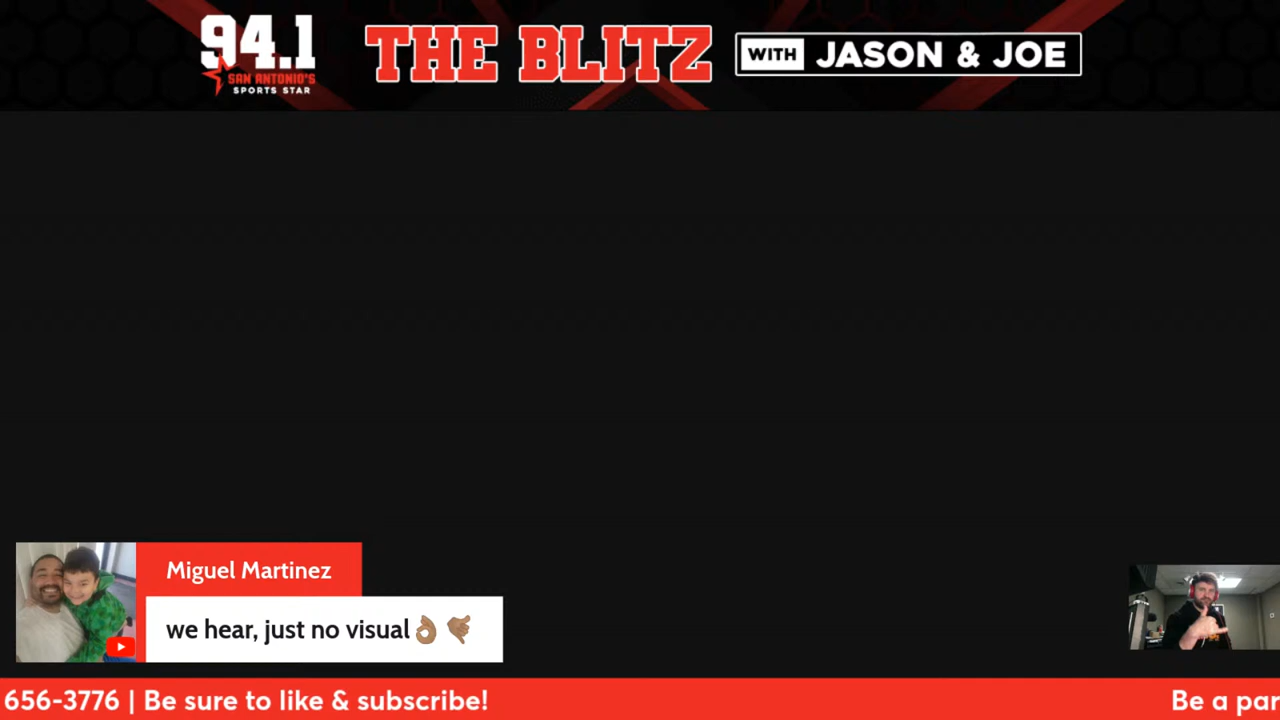 94.1
SAN ANTONIO'S
SPORTS STAR
THE BLITZ
WITH JASON & JOE
Miguel Martinez
we hear, just no visual👌🏽 🤙🏽
656-3776 | Be sure to like & subscribe!
Be a par